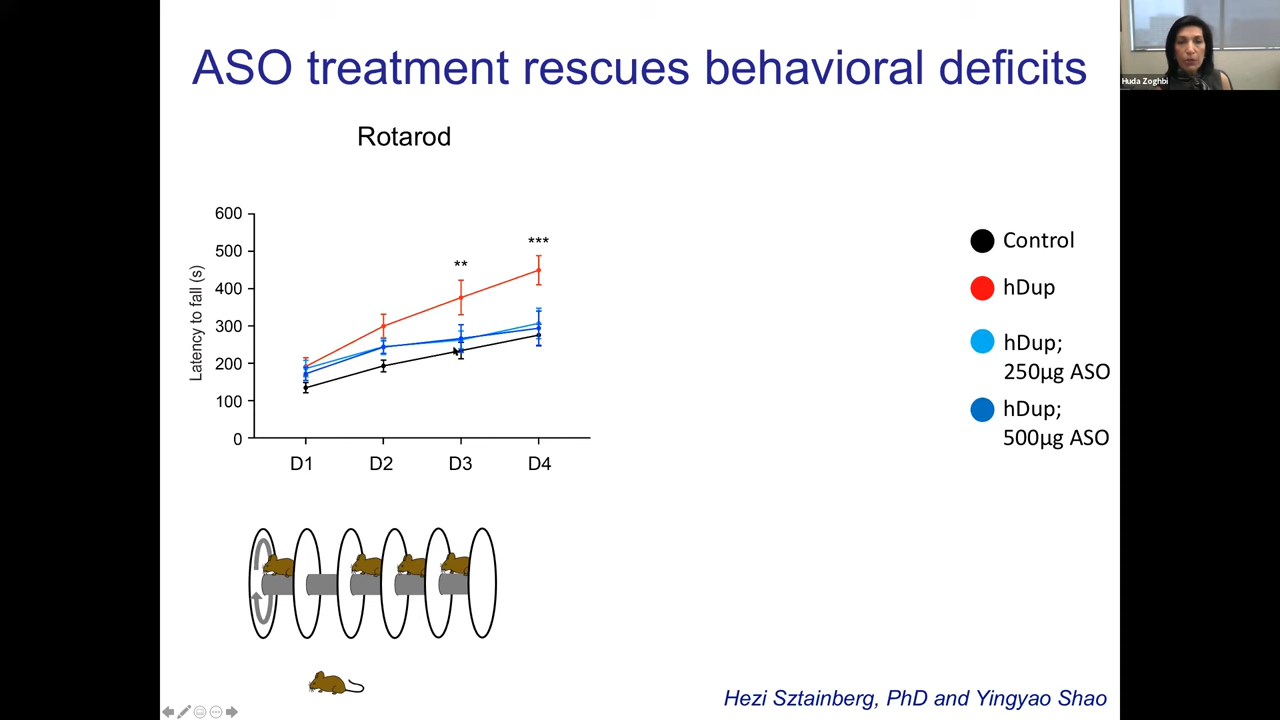 ASO treatment rescues behavioral deficits
Huda Zoghbi
Rotarod
600
500
400
300
200
100
0
Latency to fall (s)
**
***
D1
D2
D3
D4
Control
hDup
hDup;
250µg ASO
hDup;
500µg ASO
Hezi Sztainberg, PhD and Yingyao Shao